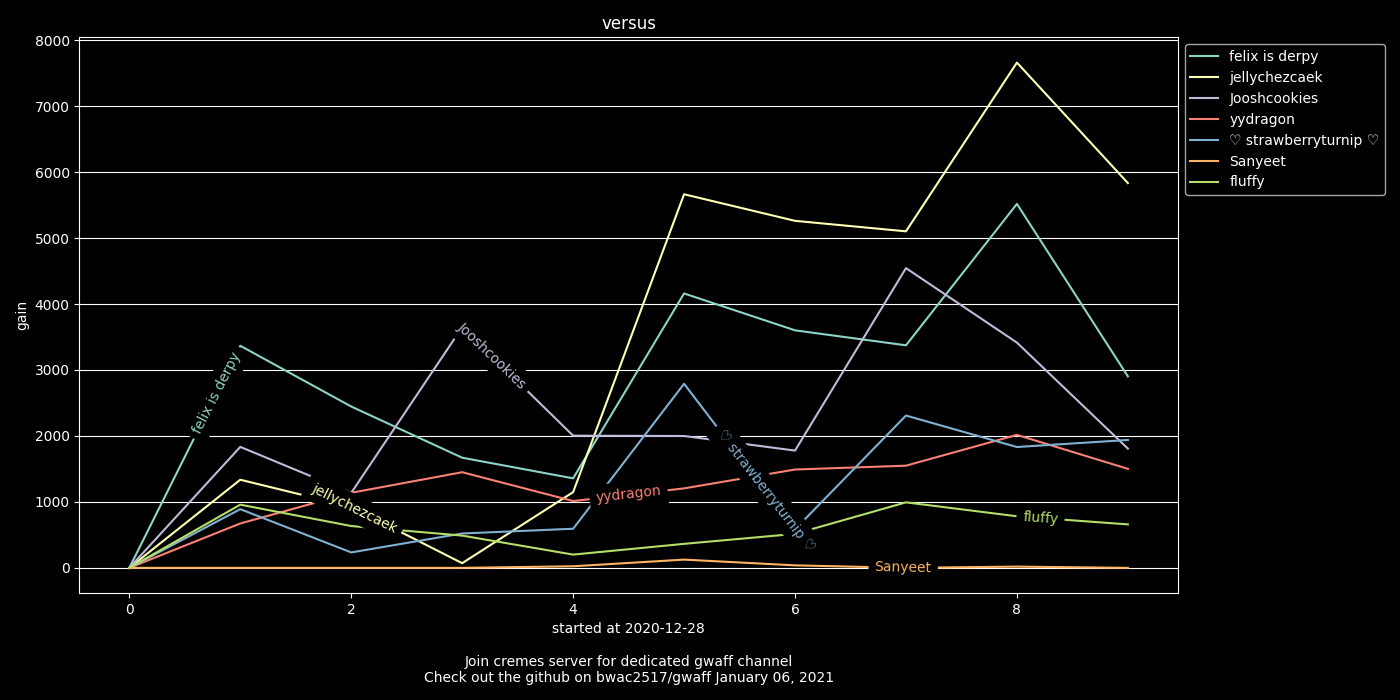 versus
8000
7000
6000
5000
4000
3000
2000
1000
0
gain
felix is derpy
jellychezcaek
Jooshcookies
yydragon
♡ strawberryturnip ♡
Sanyeet
fluffy
felix is derpy
jellychezcaek
Jooshcookies
yydragon
♡ strawberryturnip ♡
Sanyeet
fluffy
0 2 4 6 8
started at 2020-12-28
Join cremes server for dedicated gwaff channel
Check out the github on bwac2517/gwaff January 06, 2021